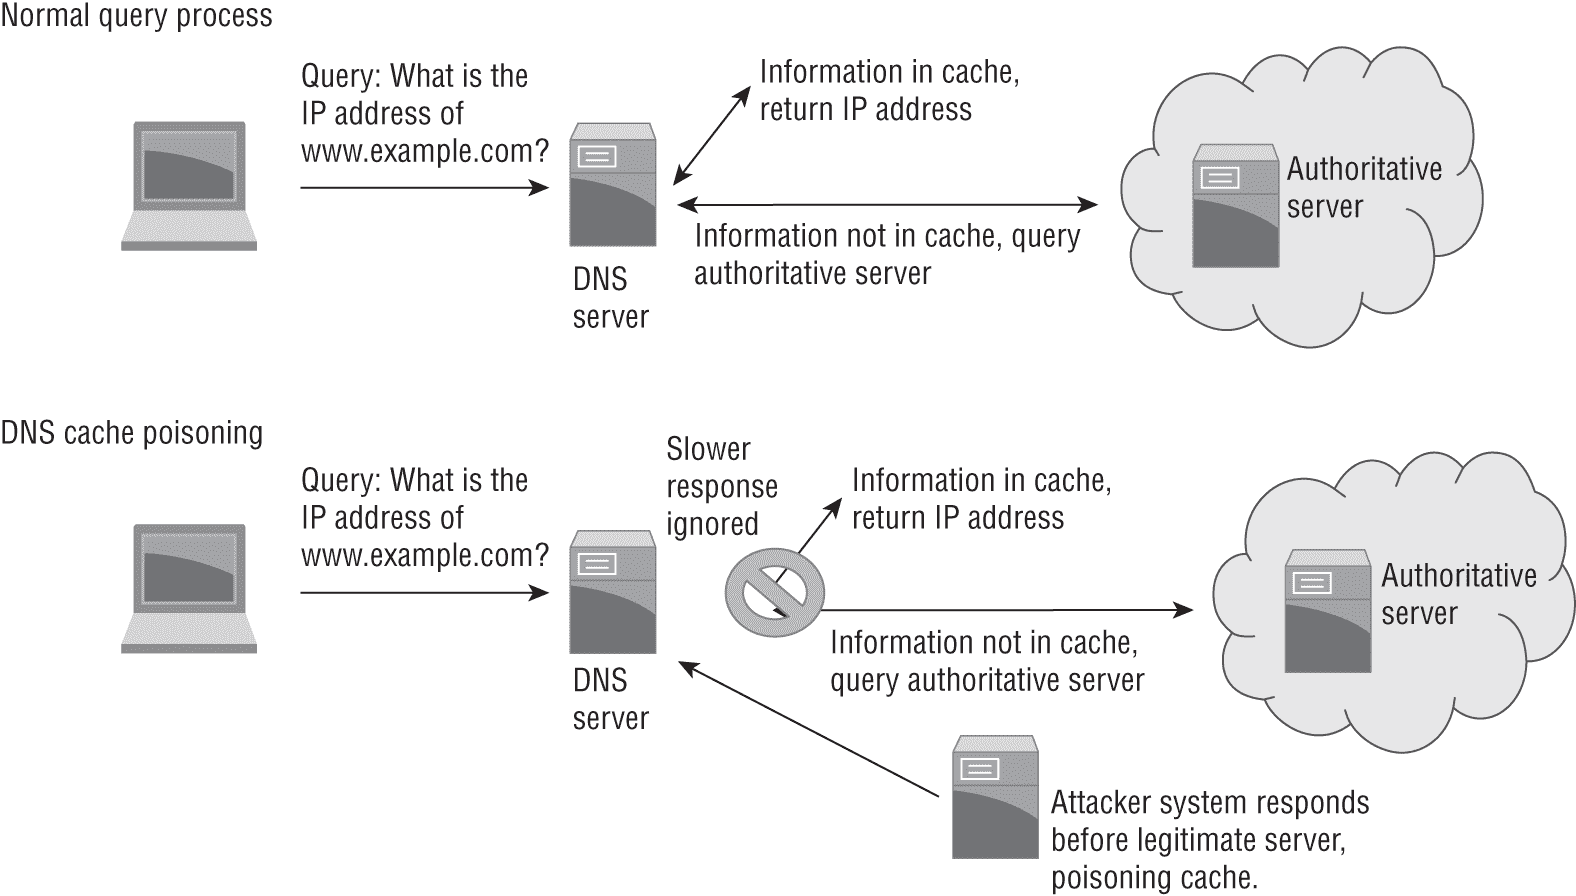 Normal query process
Query: What is the
IP address of
www.example.com?
DNS
server
Information in cache,
return IP address
Information not in cache, query
authoritative server
Authoritative
server
DNS cache poisoning
Query: What is the
IP address of
www.example.com?
DNS
server
Slower
response
ignored
Information in cache,
return IP address
Information not in cache,
query authoritative server
Authoritative
server
Attacker system responds
before legitimate server,
poisoning cache.